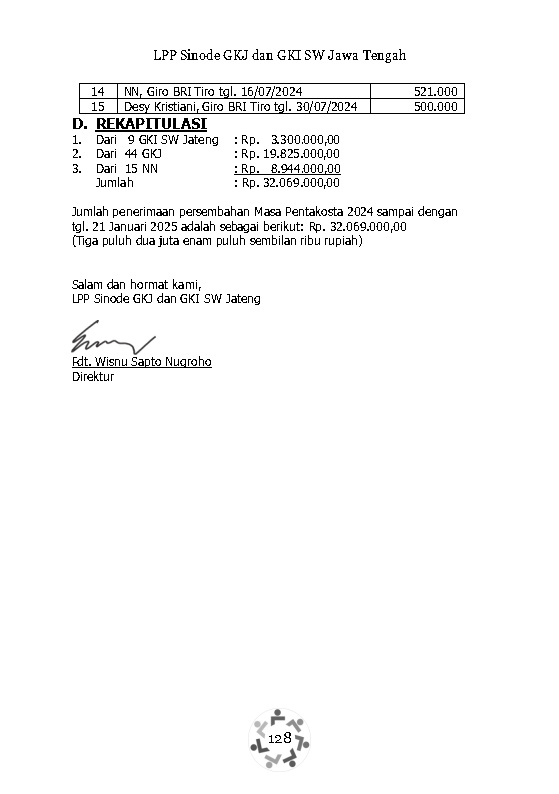 LPP Sinode GKJ dan GKI SW Jawa Tengah
14 NN, Giro BRI Tiro tgl. 16/07/2024 521.000
15 Desy Kristiani, Giro BRI Tiro tgl. 30/07/2024 500.000
D. REKAPITULASI
1. Dari 9 GKI SW Jateng : Rp. 3.300.000,00
2. Dari 44 GKJ : Rp. 19.825.000,00
3. Dari 15 NN : Rp. 8.944.000,00
Jumlah : Rp. 32.069.000,00
Jumlah penerimaan persembahan Masa Pentakosta 2024 sampai dengan
tgl. 21 Januari 2025 adalah sebagai berikut: Rp. 32.069.000,00
(Tiga puluh dua juta enam puluh sembilan ribu rupiah)
Salam dan hormat kami,
LPP Sinode GKJ dan GKI SW Jateng
Pdt. Wisnu Sapto Nugroho
Direktur
128